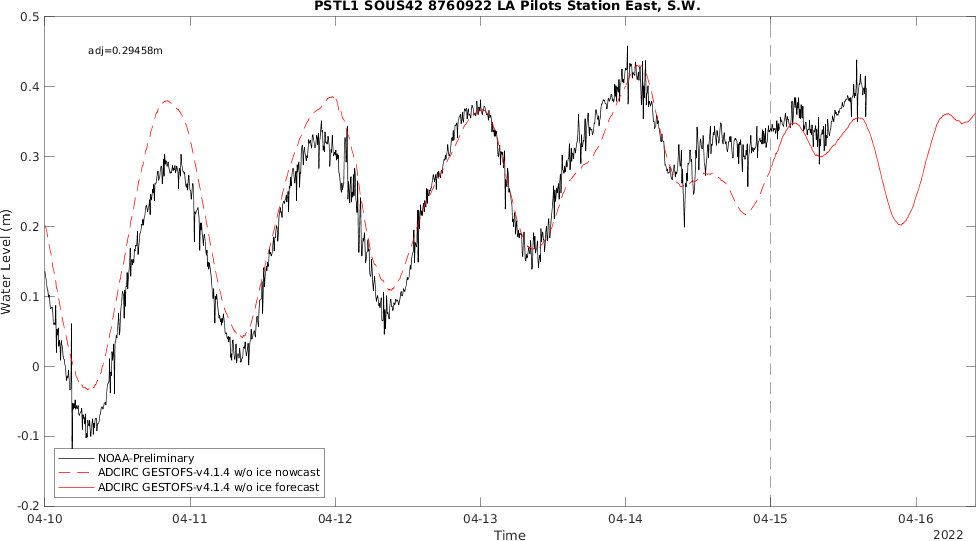 PSTL1 SOUS42 8760922 LA Pilots Station East, S.W.
adj=0.29458m
0.5
0.4
0.3
0.2
0.1
0
-0.1
-0.2
Water Level (m)
NOAA-Preliminary
ADCIRC GESTOFS-v4.1.4 w/o ice nowcast
ADCIRC GESTOFS-v4.1.4 w/o ice forecast
04-10 04-11 04-12 04-13 04-14 04-15 04-16
Time
2022